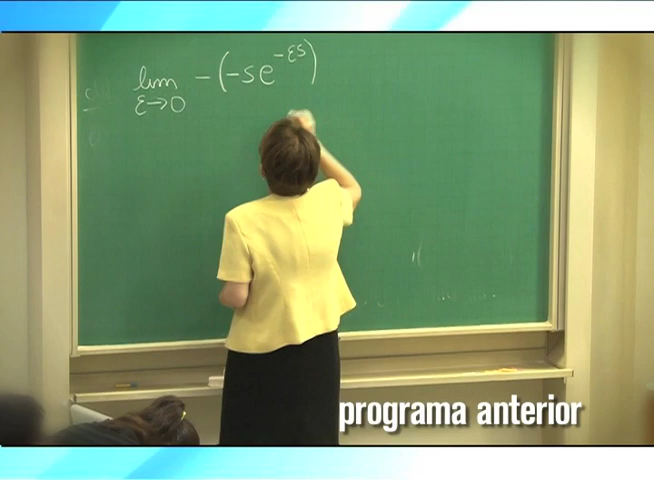 lim - (-se^{-εs})
ε→0
programa anterior